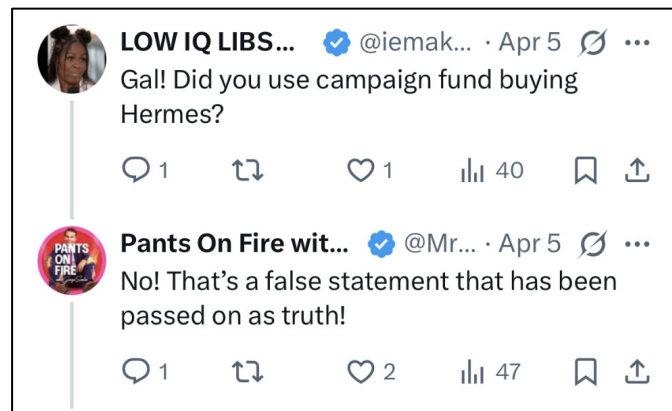 LOW IQ LIBS... @iemak... · Apr 5
Gal! Did you use campaign fund buying
Hermes?
1 1 40
Pants On Fire wit... @Mr... · Apr 5
PANTS
ON
FIRE
No! That’s a false statement that has been
passed on as truth!
1 2 47